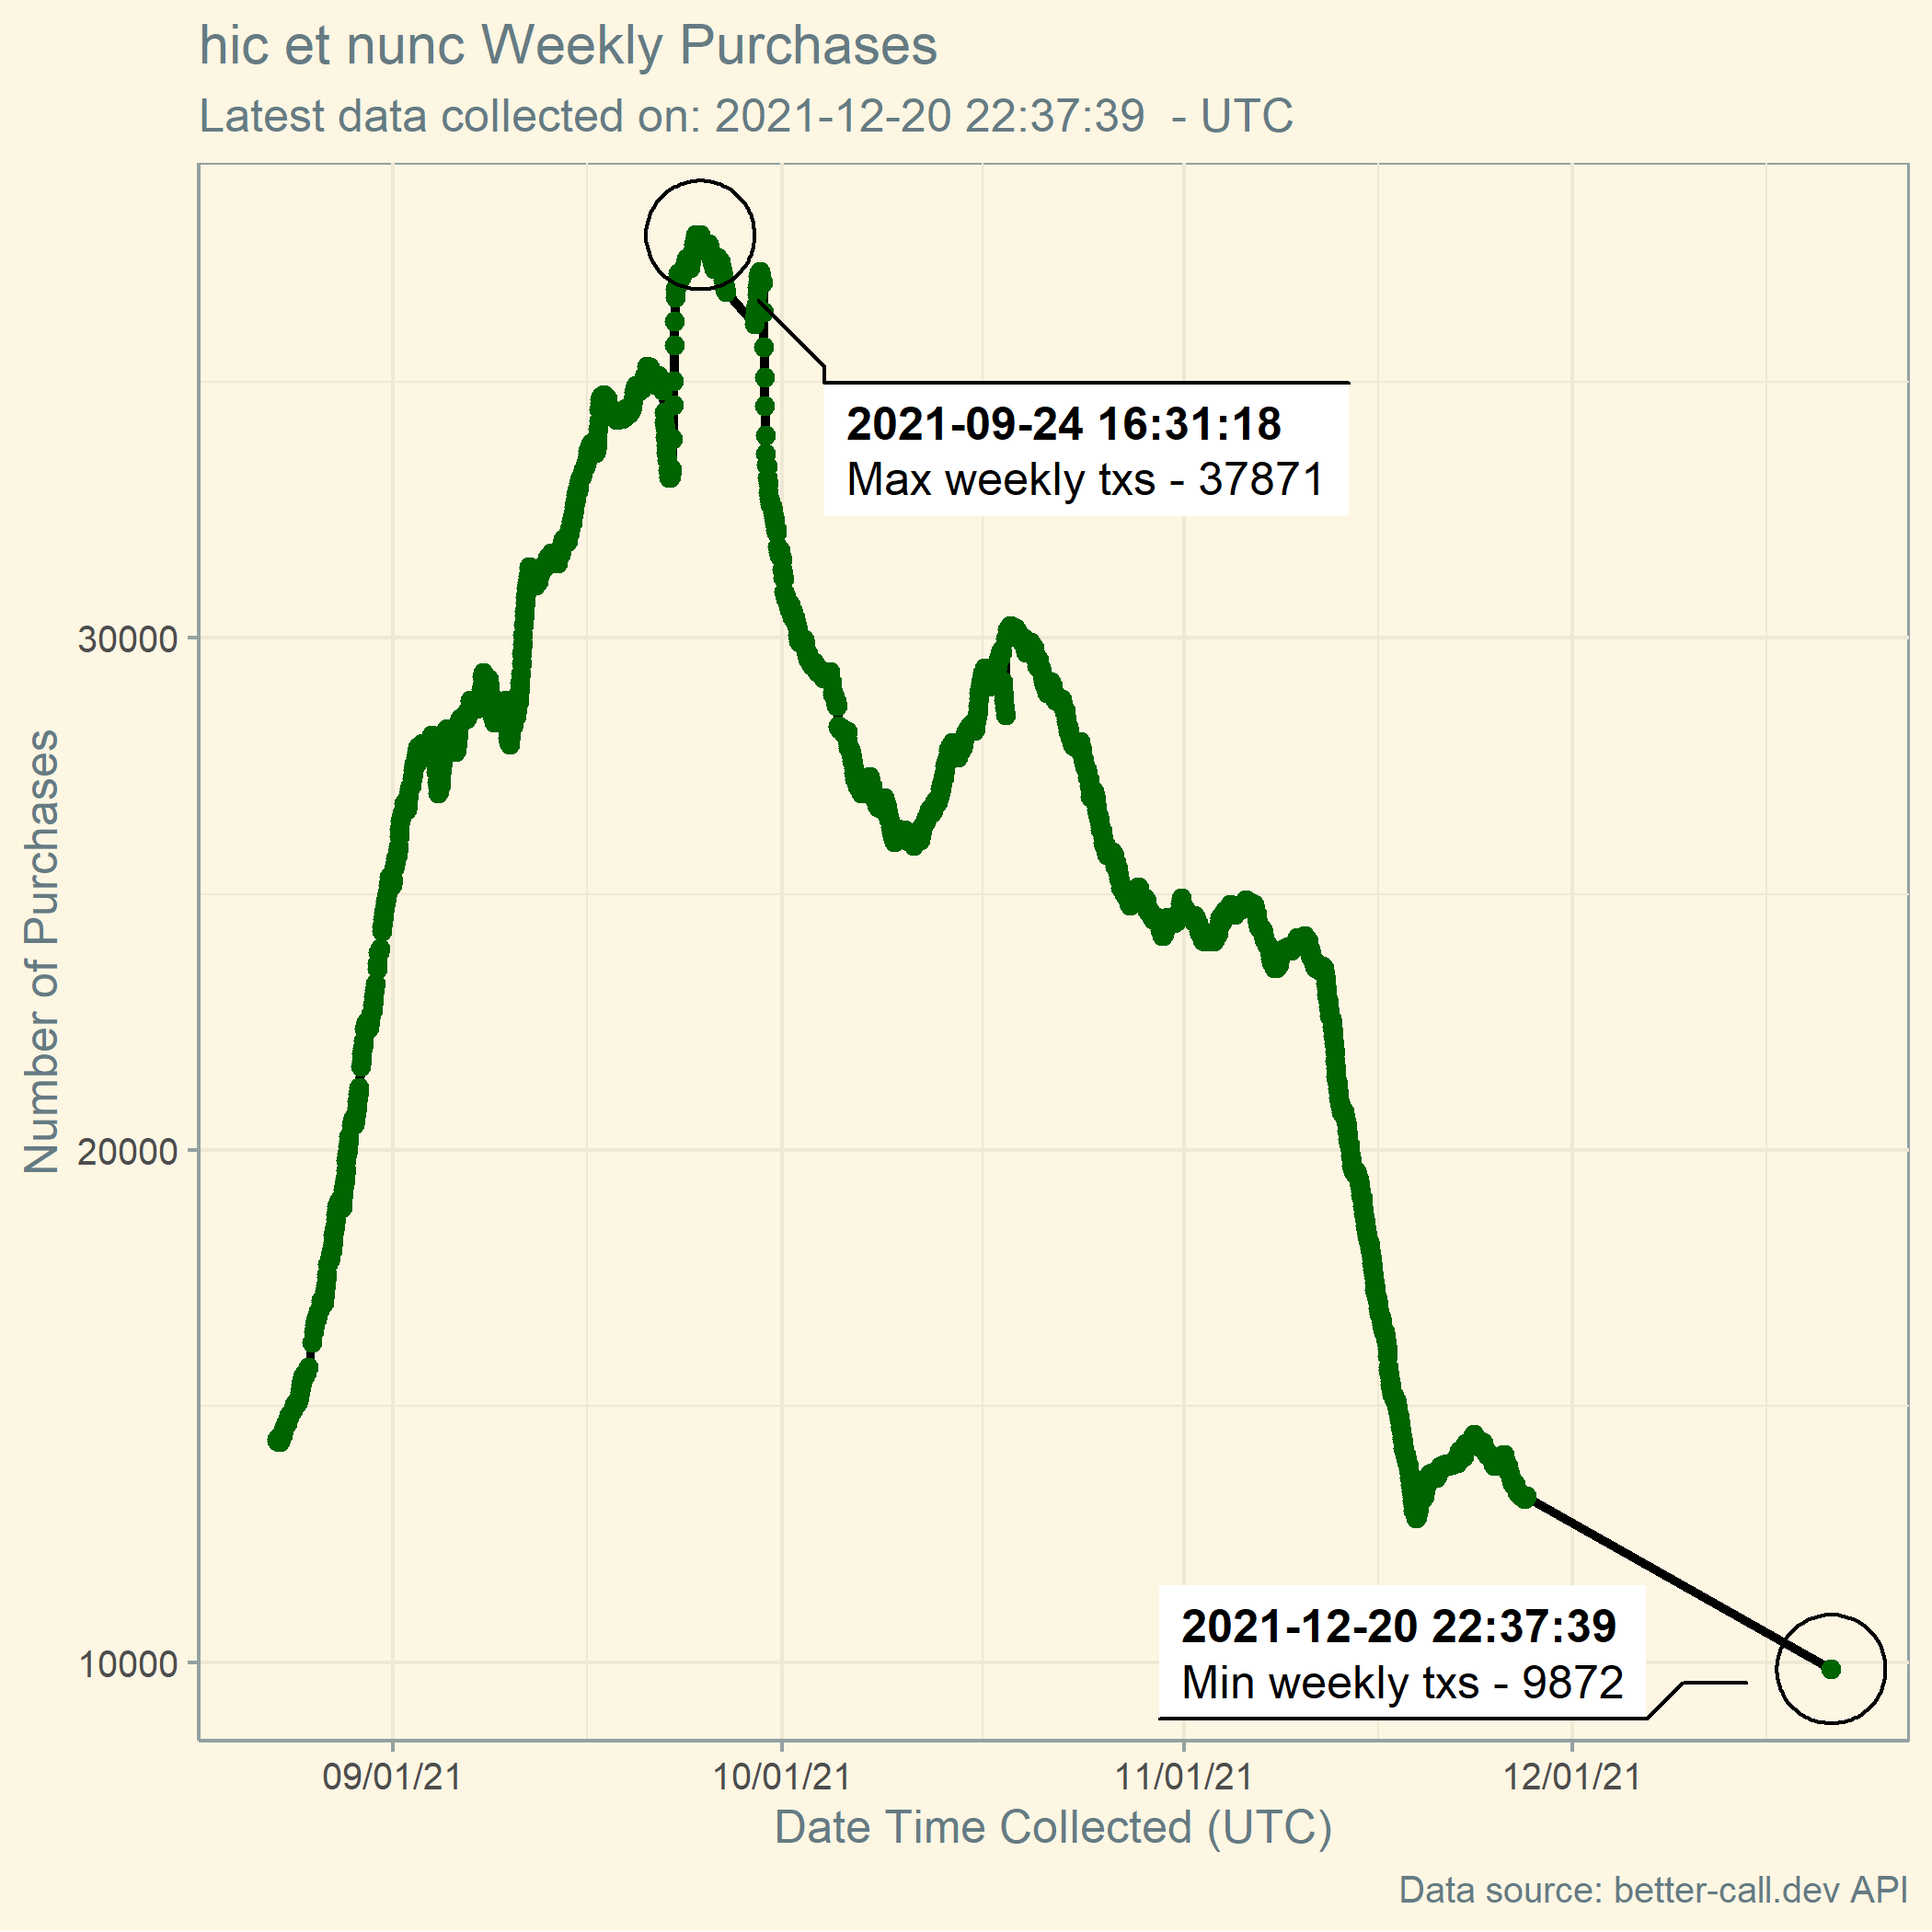 hic et nunc Weekly Purchases
Latest data collected on: 2021-12-20 22:37:39  - UTC
Number of Purchases
30000
20000
10000
2021-09-24 16:31:18
Max weekly txs - 37871
2021-12-20 22:37:39
Min weekly txs - 9872
09/01/21
10/01/21
11/01/21
12/01/21
Date Time Collected (UTC)
Data source: better-call.dev API